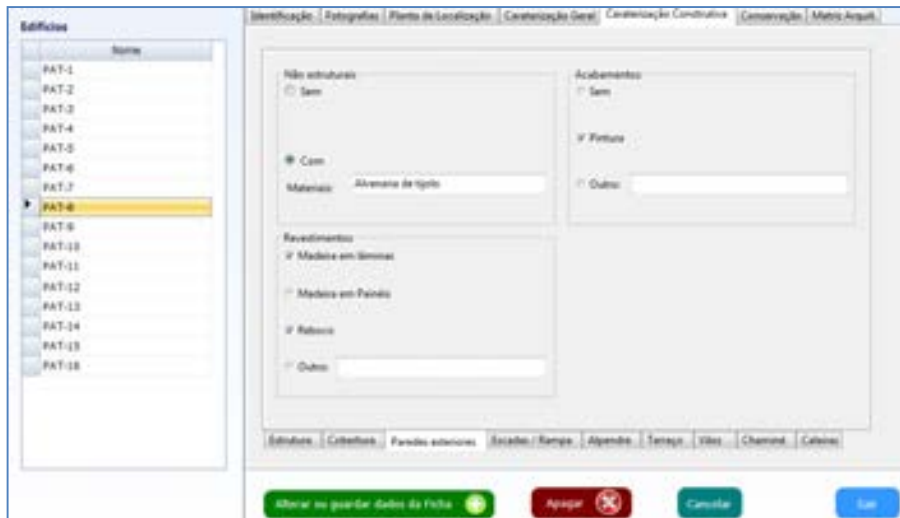 Edifícios
Nome
PAT-1
PAT-2
PAT-3
PAT-4
PAT-5
PAT-6
PAT-7
PAT-8
PAT-9
PAT-10
PAT-11
PAT-12
PAT-13
PAT-14
PAT-15
PAT-16
Identificação Fotografias Planta de Localização Caraterização Geral Caraterização Construtiva Conservação Matriz Arquit.
Não estruturais
Sem
Com
Materiais: Alvenaria de tijolo
Acabamentos
Sem
Pintura
Outro:
Revestimentos
Madeira em lâminas
Madeira em Painéis
Reboco
Outro:
Estrutura Cobertura Paredes exteriores Escadas / Rampa Alpendre Terraço Vãos Chaminé Caleiras
Alterar ou guardar dados da Ficha Apagar Cancelar Sair